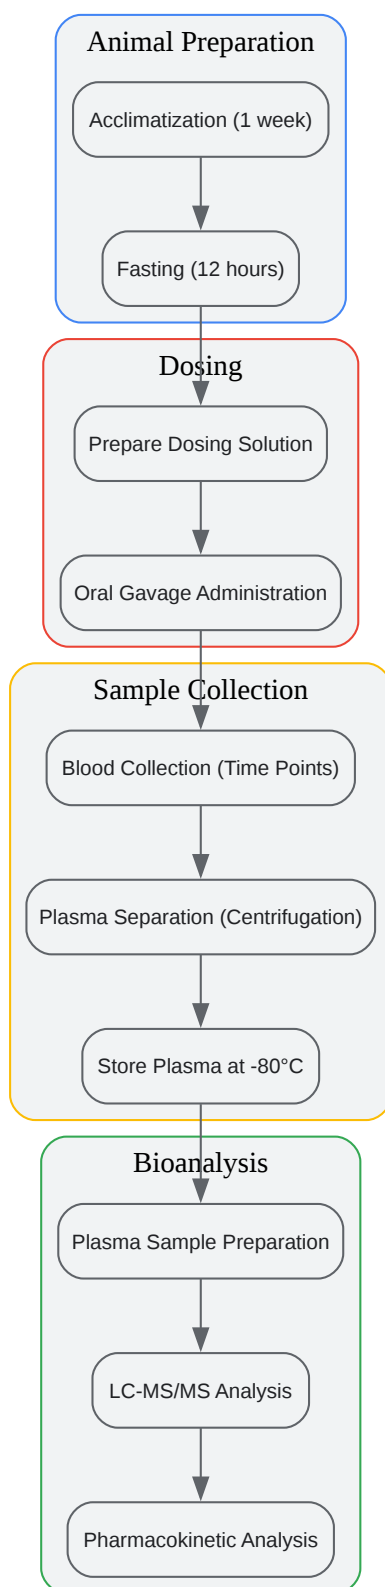 Animal Preparation
Acclimatization (1 week)
Fasting (12 hours)
Dosing
Prepare Dosing Solution
Oral Gavage Administration
Sample Collection
Blood Collection (Time Points)
Plasma Separation (Centrifugation)
Store Plasma at -80°C
Bioanalysis
Plasma Sample Preparation
LC-MS/MS Analysis
Pharmacokinetic Analysis